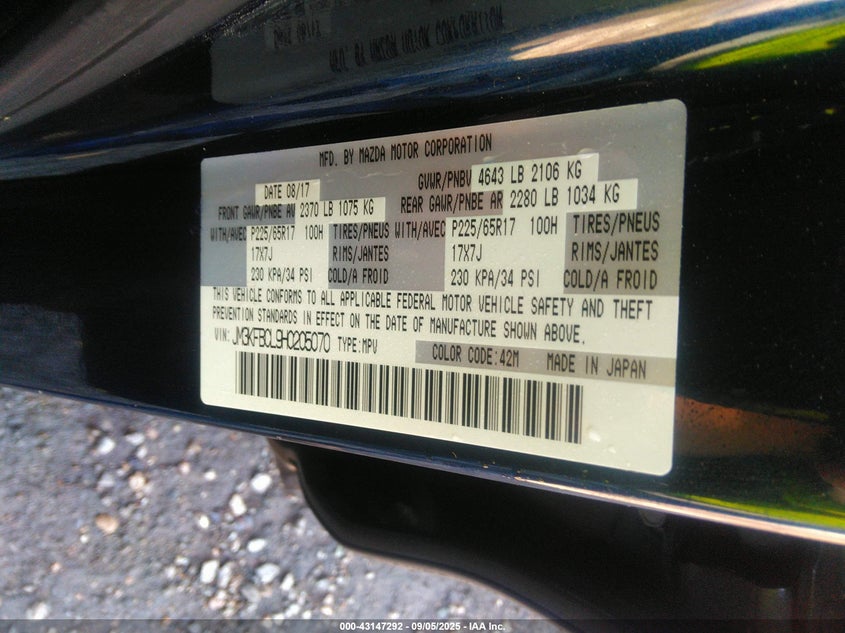 MFD. BY MAZDA MOTOR CORPORATION
DATE 08/17 GVWR/PNBV 4643 LB 2106 KG
FRONT GAWR/PNBE AV 2370 LB 1075 KG REAR GAWR/PNBE AR 2280 LB 1034 KG
WITH/AVEC P225/65R17 100H TIRES/PNEUS WITH/AVEC P225/65R17 100H TIRES/PNEUS
17X7J RIMS/JANTES 17X7J RIMS/JANTES
230 KPA/34 PSI COLD/A FROID 230 KPA/34 PSI COLD/A FROID
THIS VEHICLE CONFORMS TO ALL APPLICABLE FEDERAL MOTOR VEHICLE SAFETY AND THEFT
PREVENTION STANDARDS IN EFFECT ON THE DATE OF MANUFACTURE SHOWN ABOVE.
VIN: JM3KFBCL9H0205070 TYPE:MPV
COLOR CODE:42M MADE IN JAPAN
000-43147292 - 09/05/2025 - IAA Inc.